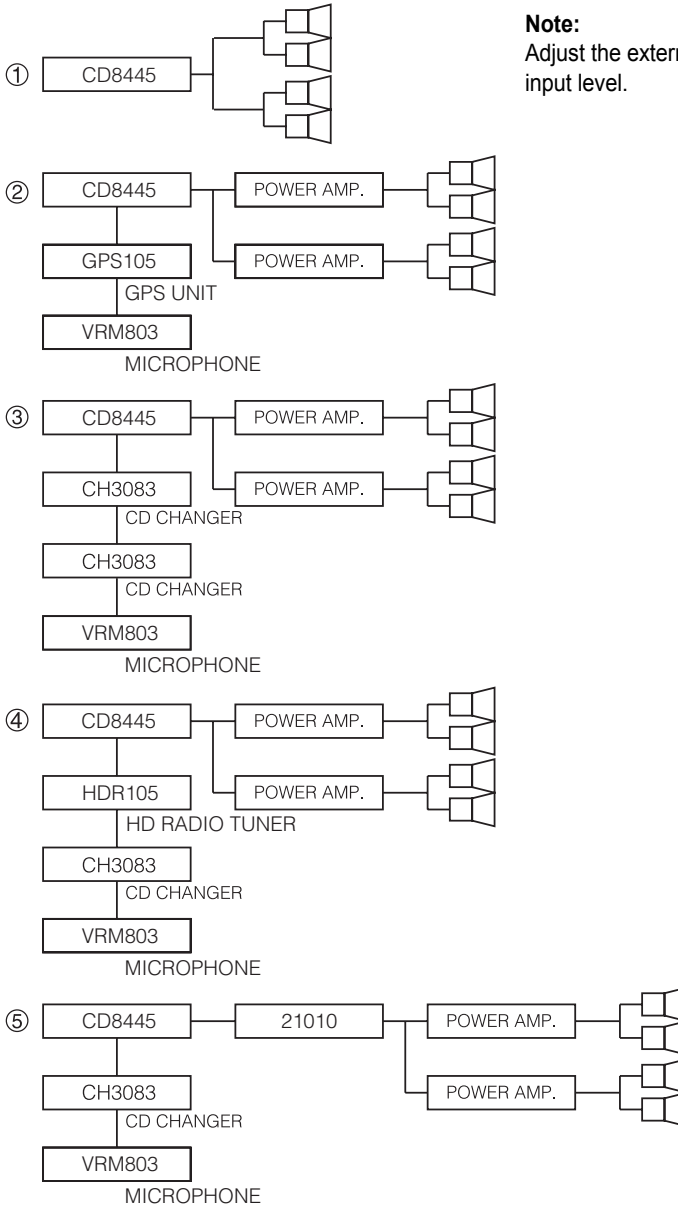 Note:
Adjust the extern
input level.
① CD8445
② CD8445 POWER AMP.
GPS105 POWER AMP.
GPS UNIT
VRM803
MICROPHONE
③ CD8445 POWER AMP.
CH3083 POWER AMP.
CD CHANGER
CH3083
CD CHANGER
VRM803
MICROPHONE
④ CD8445 POWER AMP.
HDR105 POWER AMP.
HD RADIO TUNER
CH3083
CD CHANGER
VRM803
MICROPHONE
⑤ CD8445 21010 POWER AMP.
CH3083 POWER AMP.
CD CHANGER
VRM803
MICROPHONE